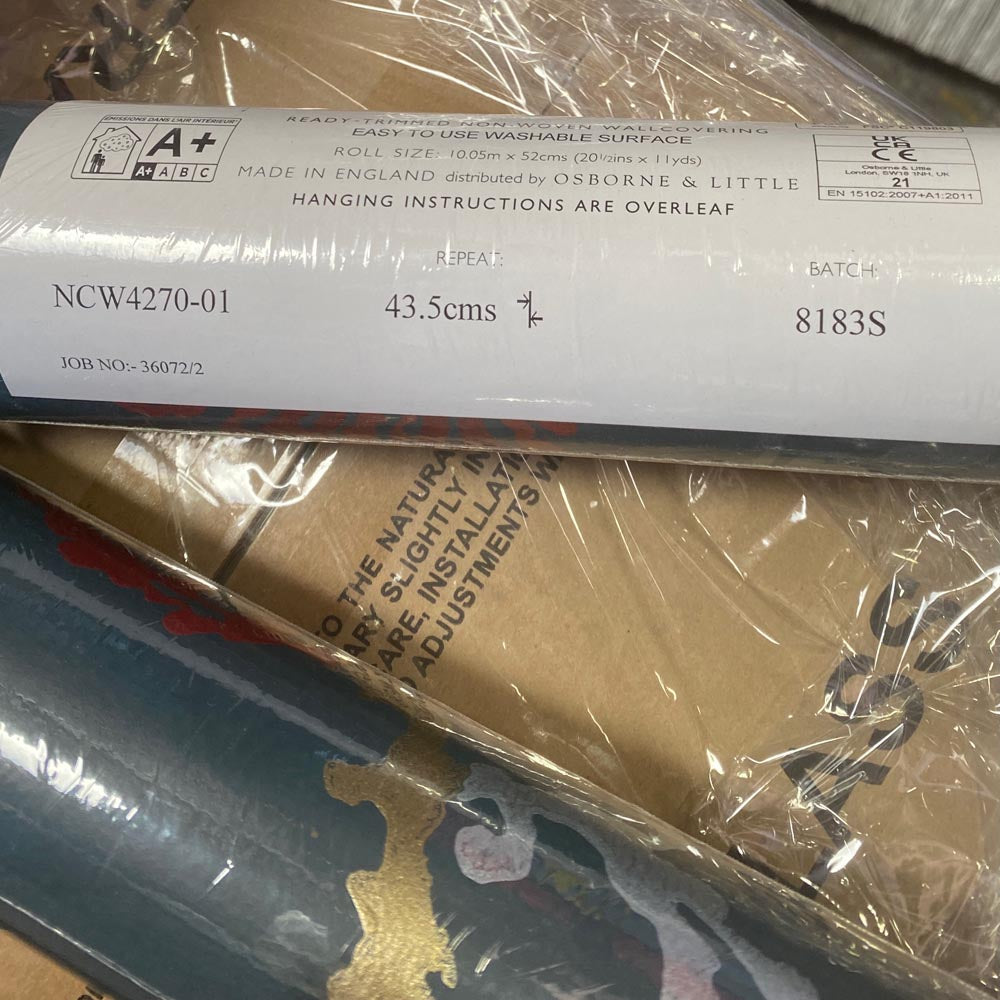 EMISSIONS DANS L'AIR INTÉRIEUR
A+
A+ A B C
READY-TRIMMED NON-WOVEN WALLCOVERING
EASY TO USE WASHABLE SURFACE
ROLL SIZE: 10.05m x 52cms (20½ins x 11yds)
MADE IN ENGLAND distributed by OSBORNE & LITTLE
HANGING INSTRUCTIONS ARE OVERLEAF
UK
CA
CE
Osborne & Little
London, SW18 1NH, UK
21
EN 15102:2007+A1:2011
REPEAT:
BATCH:
NCW4270-01
43.5cms
8183S
JOB NO:- 36072/2
O THE NATURA
ARY SLIGHTLY IN
ARE, INSTALLATI
ADJUSTMENTS W